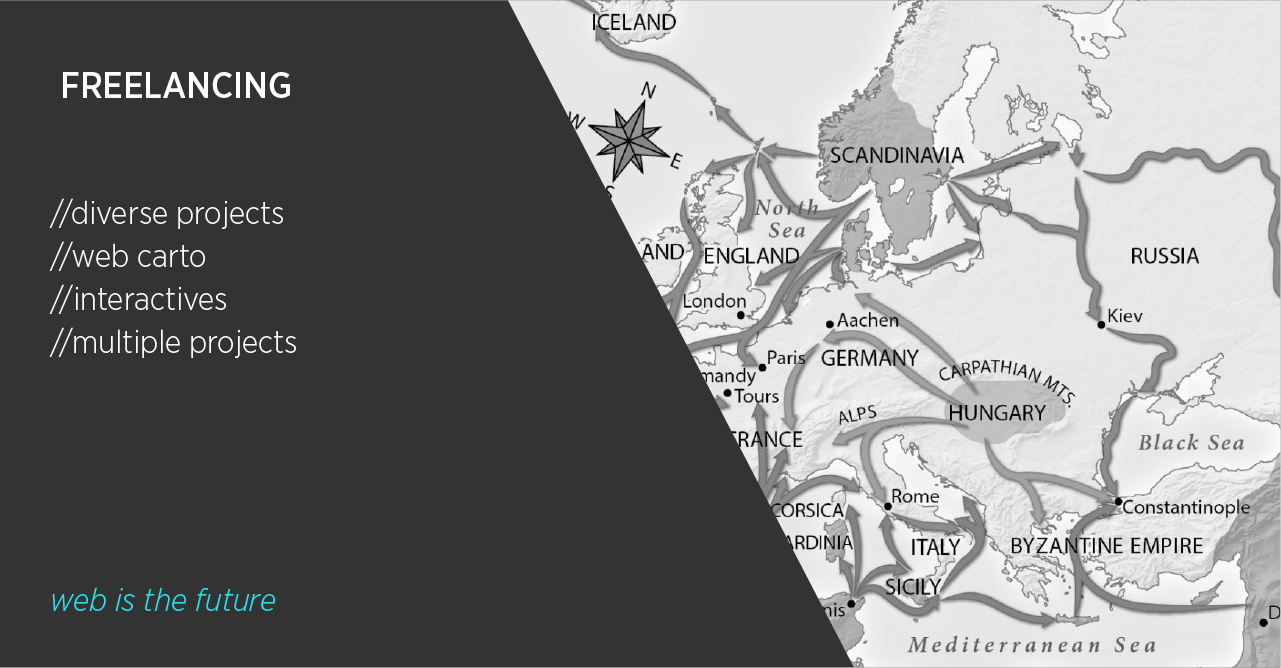 FREELANCING
//diverse projects
//web carto
//interactives
//multiple projects
web is the future
ICELAND
N
W
E
S
SCANDINAVIA
North
Sea
AND
ENGLAND
RUSSIA
London
Kiev
Aachen
Paris
GERMANY
mandy
CARPATHIAN MTS.
Tours
HUNGARY
ALPS
FRANCE
Black Sea
Rome
CORSICA
Constantinople
ARDINIA
ITALY
BYZANTINE EMPIRE
SICILY
nis
D
Mediterranean Sea